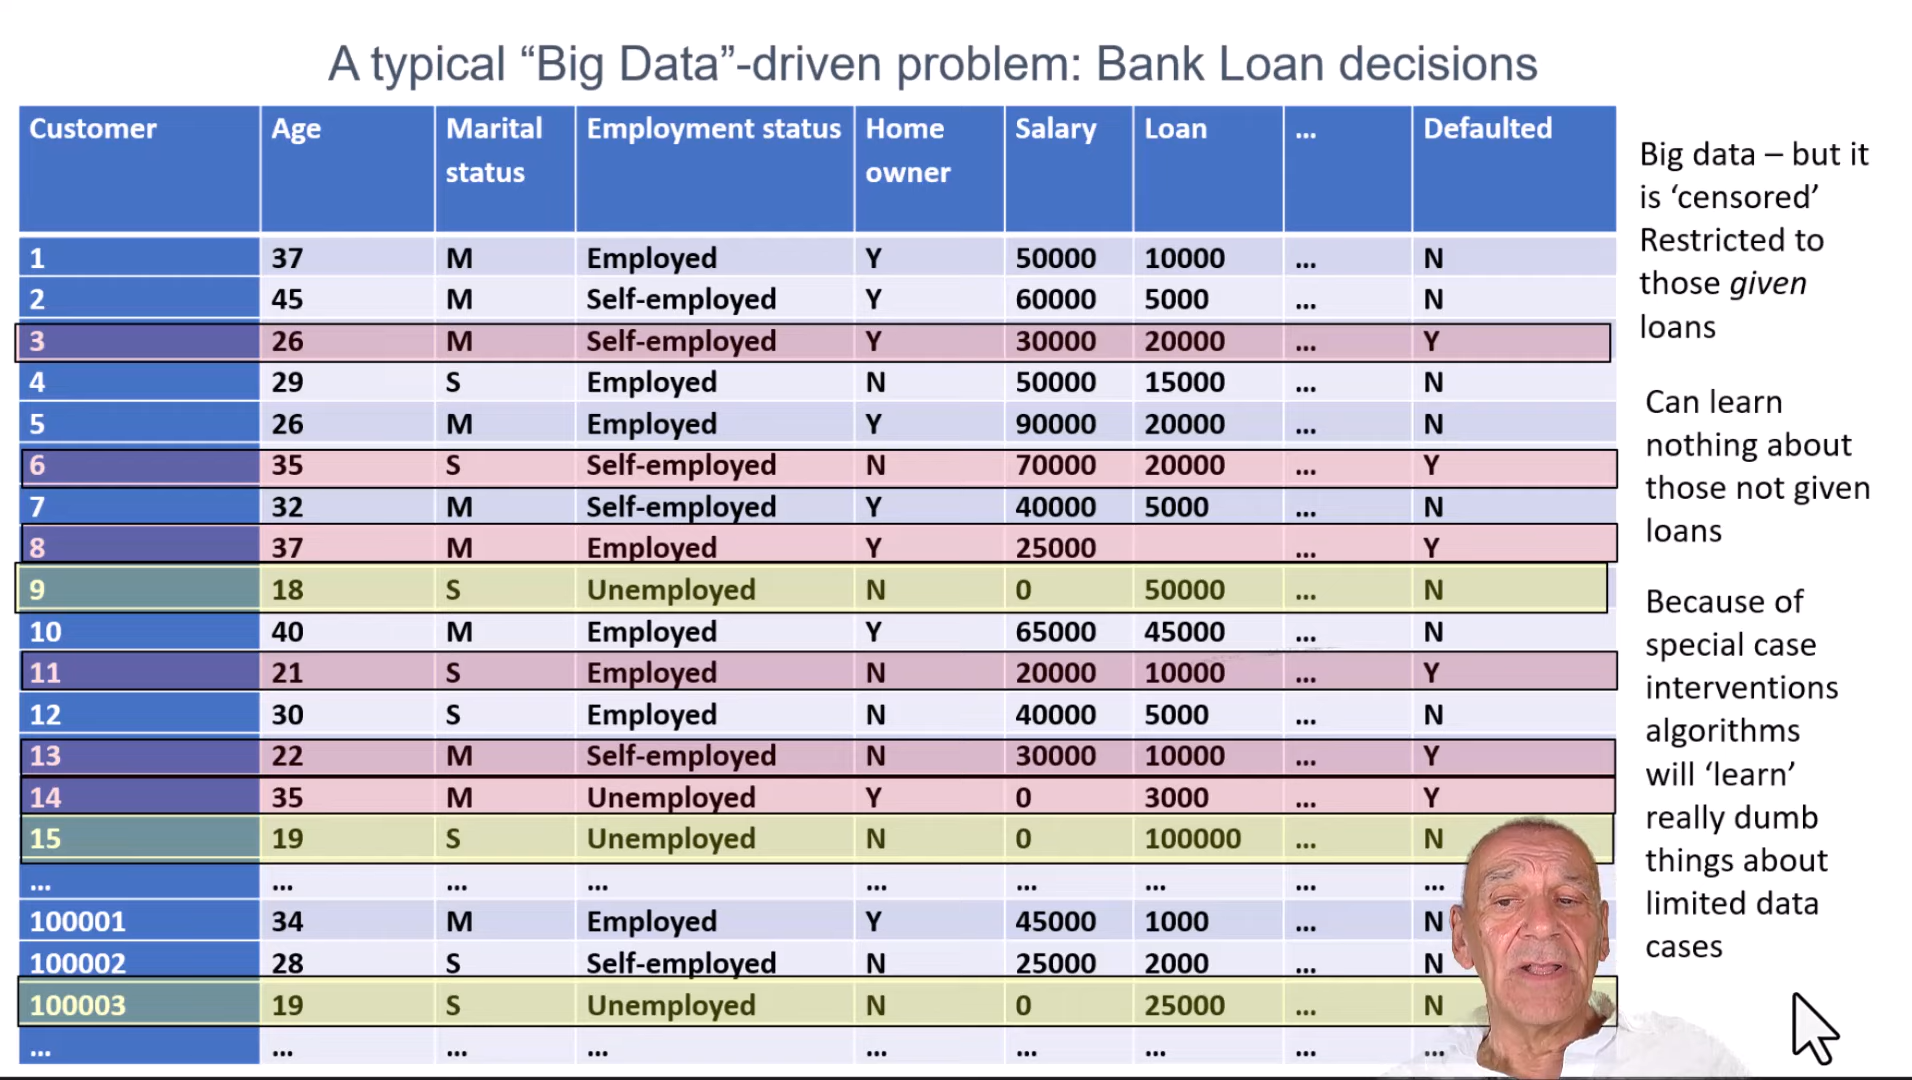 A typical “Big Data”-driven problem: Bank Loan decisions
Customer Age Marital status Employment status Home owner Salary Loan ... Defaulted
1 37 M Employed Y 50000 10000 ... N
2 45 M Self-employed Y 60000 5000 ... N
3 26 M Self-employed Y 30000 20000 ... Y
4 29 S Employed N 50000 15000 ... N
5 26 M Employed Y 90000 20000 ... N
6 35 S Self-employed N 70000 20000 ... Y
7 32 M Self-employed Y 40000 5000 ... N
8 37 M Employed Y 25000 ... Y
9 18 S Unemployed N 0 50000 ... N
10 40 M Employed Y 65000 45000 ... N
11 21 S Employed N 20000 10000 ... Y
12 30 S Employed N 40000 5000 ... N
13 22 M Self-employed N 30000 10000 ... Y
14 35 M Unemployed Y 0 3000 ... Y
15 19 S Unemployed N 0 100000 ... N
... ... ... ... ... ... ... ... ...
100001 34 M Employed Y 45000 1000 ... N
100002 28 S Self-employed N 25000 2000 ... N
100003 19 S Unemployed N 0 25000 ... N
... ... ... ... ... ... ... ... ...
Big data – but it
is ‘censored’
Restricted to
those given
loans
Can learn
nothing about
those not given
loans
Because of
special case
interventions
algorithms
will ‘learn’
really dumb
things about
limited data
cases